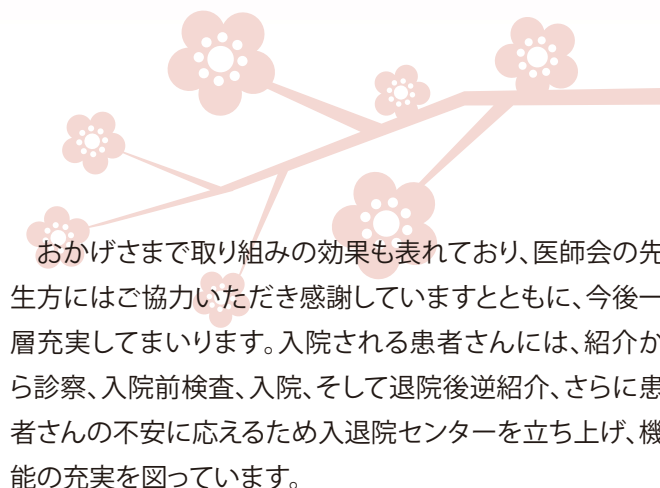 おかげさまで取り組みの効果も表れており、医師会の先
生方にはご協力いただき感謝していますとともに、今後一
層充実してまいります。入院される患者さんには、紹介か
ら診察、入院前検査、入院、そして退院後逆紹介、さらに患
者さんの不安に応えるため入退院センターを立ち上げ、機
能の充実を図っています。